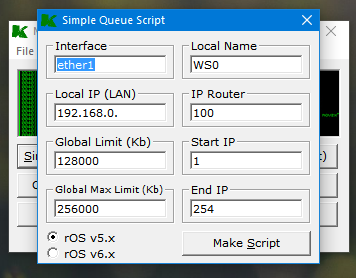 Simple Queue Script
File
Interface
Local Name
ether1
WS0
Local IP (LAN)
IP Router
192.168.0.
100
Global Limit (Kb)
Start IP
128000
1
Global Max Limit (Kb)
End IP
256000
254
rOS v5.x
Make Script
rOS v6.x